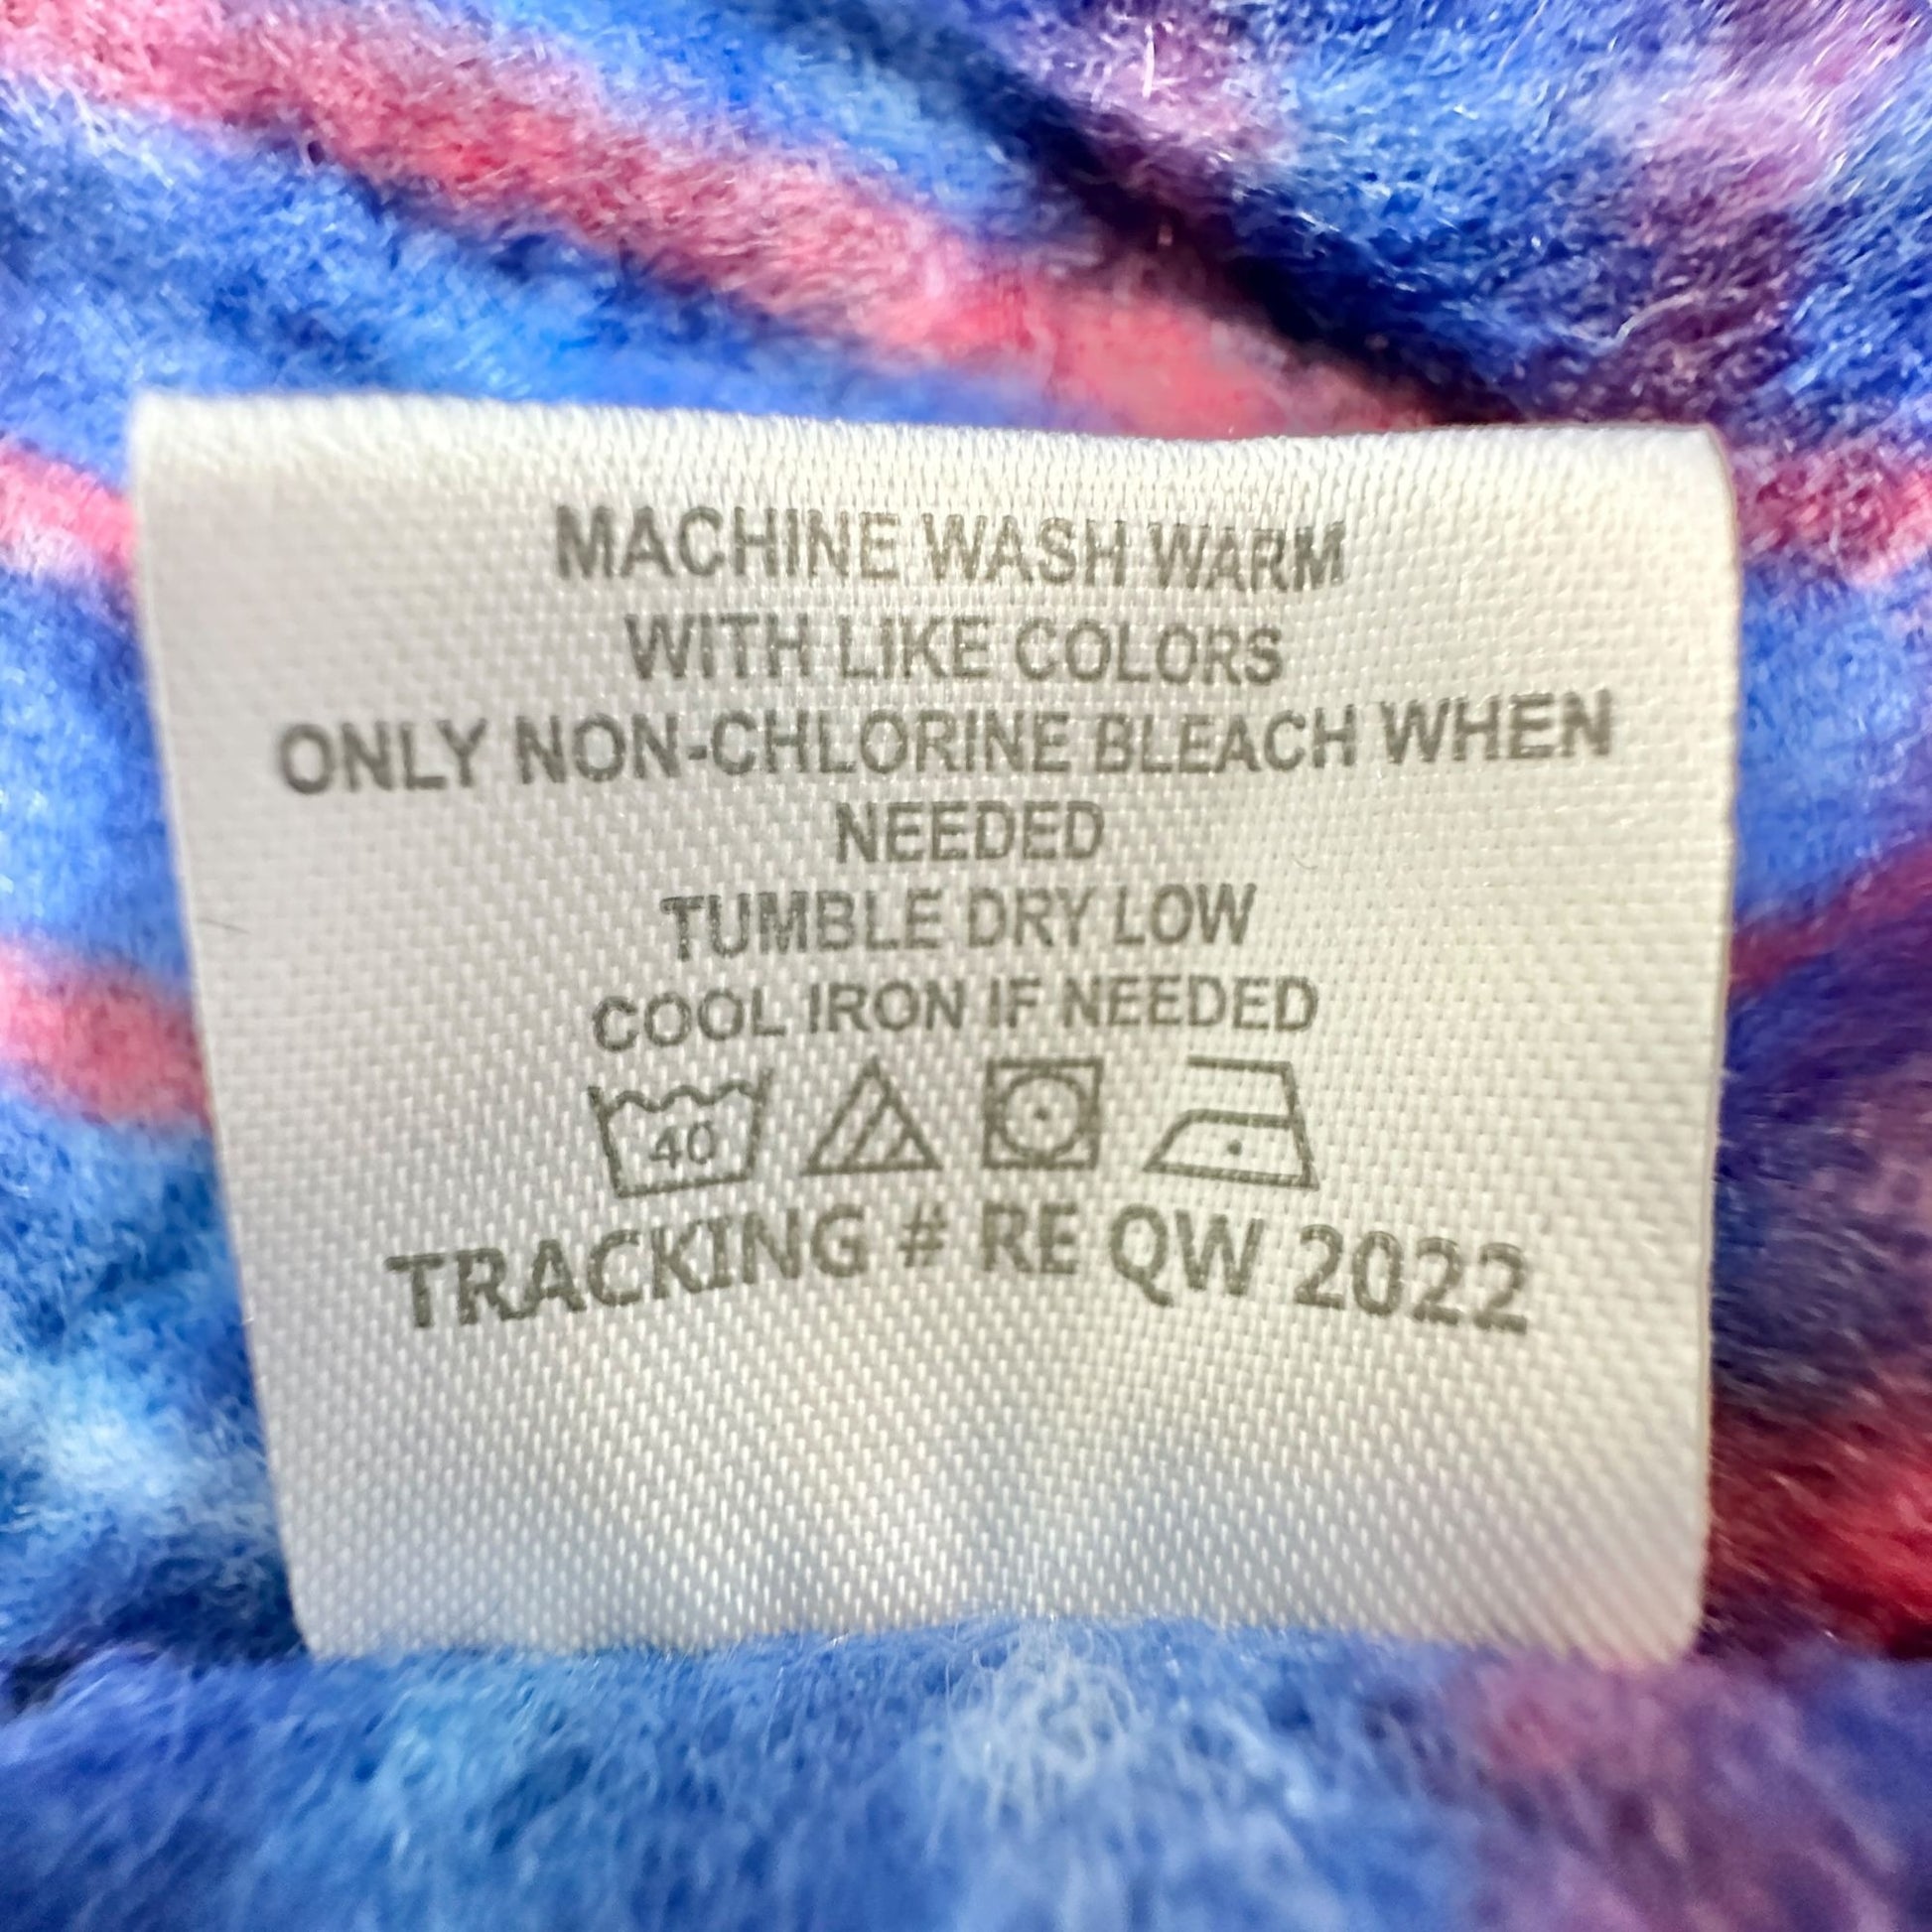 MACHINE WASH WARM
WITH LIKE COLORS
ONLY NON-CHLORINE BLEACH WHEN
NEEDED
TUMBLE DRY LOW
COOL IRON IF NEEDED
40
TRACKING # RE QW 2022